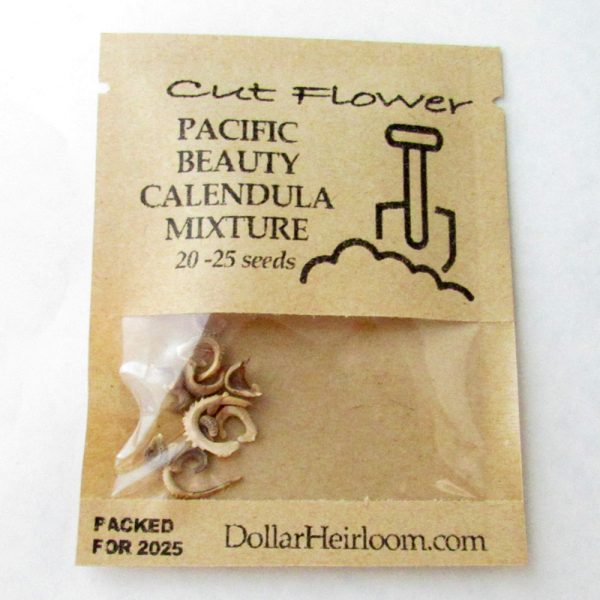 Cut Flower
PACIFIC
BEAUTY
CALENDULA
MIXTURE
20 -25 seeds
PACKED
FOR 2025
DollarHeirloom.com